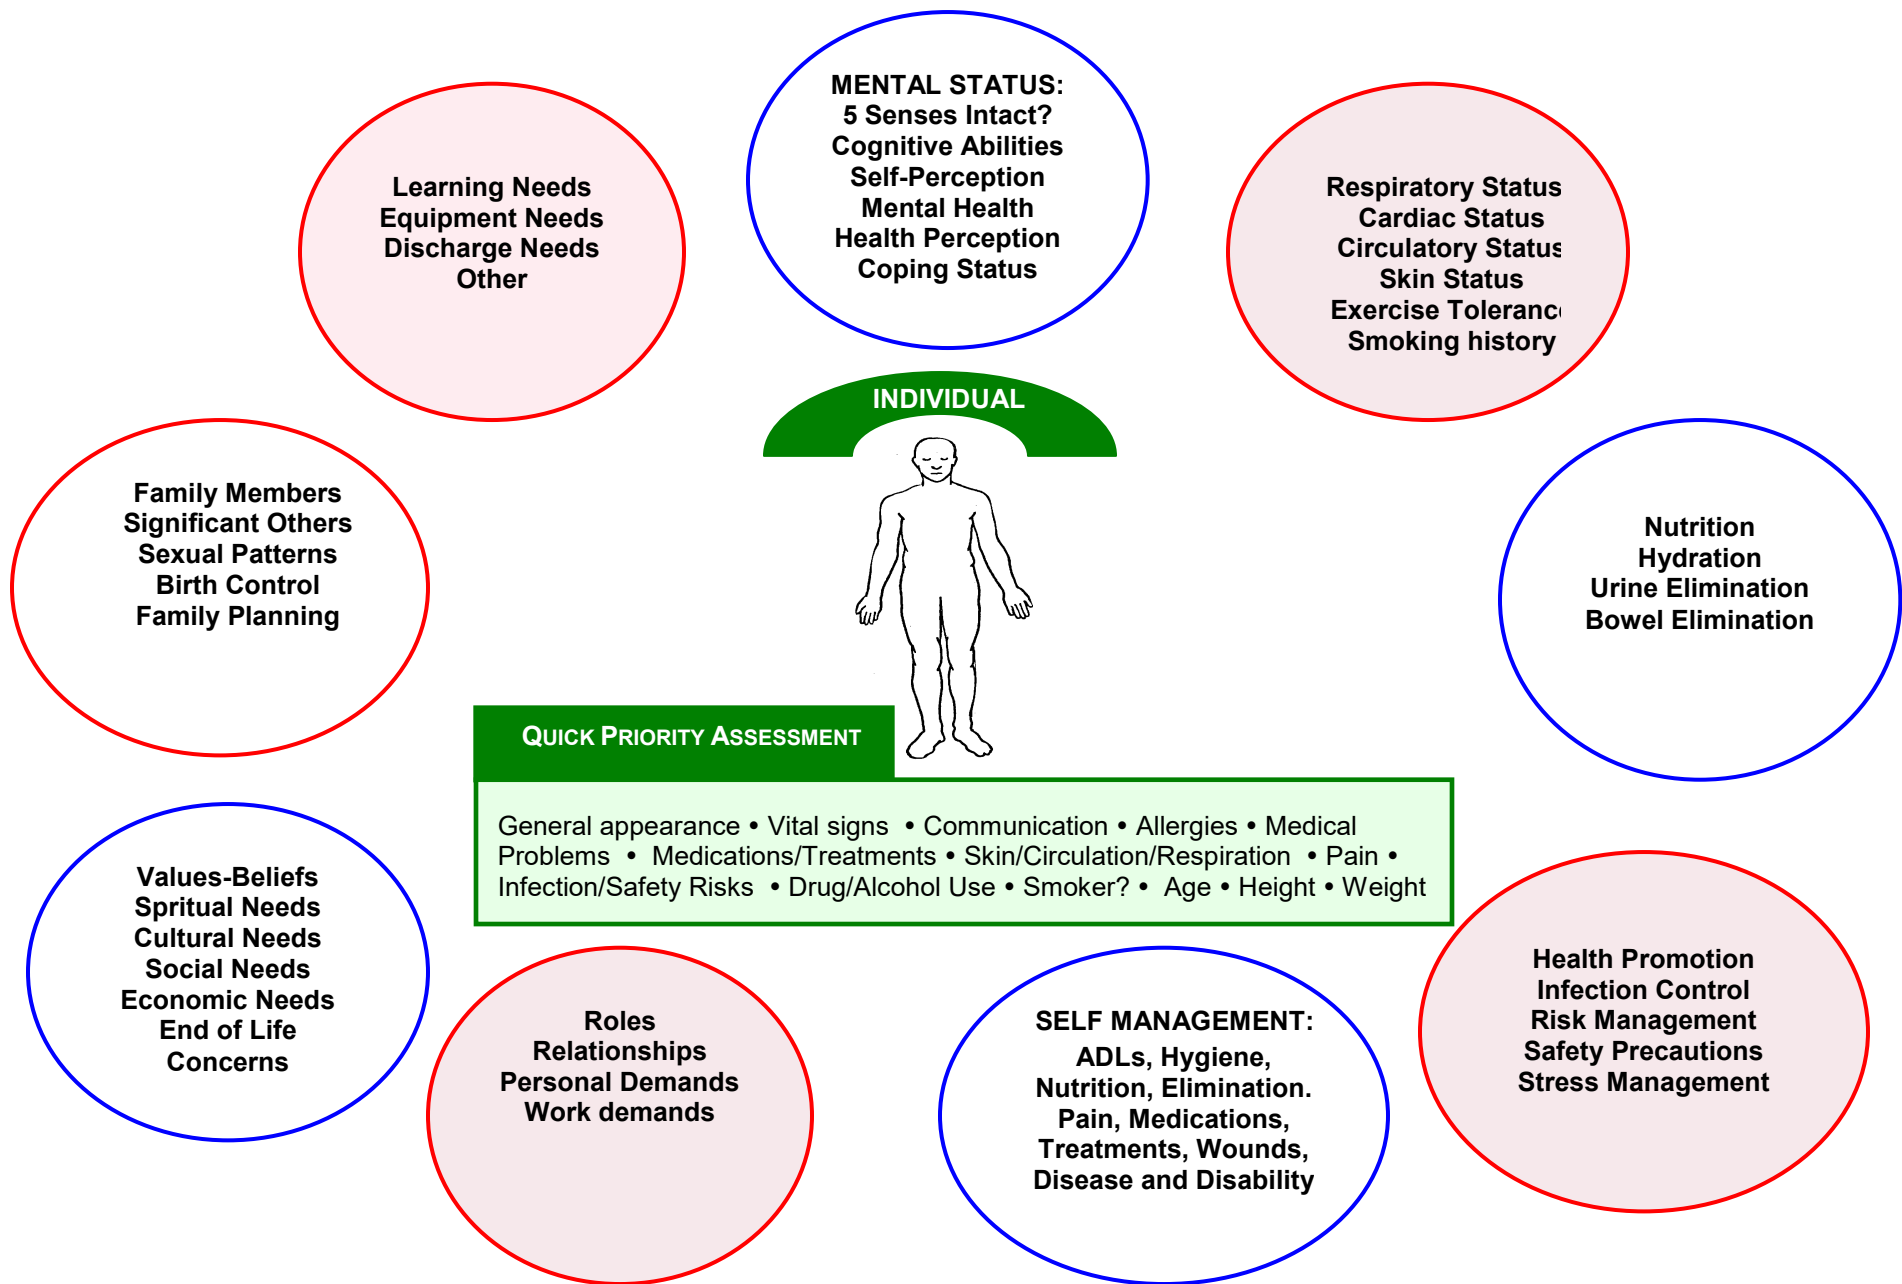 MENTAL STATUS:
5 Senses Intact?
Cognitive Abilities
Self-Perception
Mental Health
Health Perception
Coping Status
Learning Needs
Equipment Needs
Discharge Needs
Other
Respiratory Status
Cardiac Status
Circulatory Status
Skin Status
Exercise Toleranc
Smoking history
INDIVIDUAL
Family Members
Significant Others
Sexual Patterns
Birth Control
Family Planning
Nutrition
Hydration
Urine Elimination
Bowel Elimination
QUICK PRIORITY ASSESSMENT
General appearance • Vital signs • Communication • Allergies • Medical
Problems • Medications/Treatments • Skin/Circulation/Respiration • Pain •
Infection/Safety Risks • Drug/Alcohol Use • Smoker? • Age • Height • Weight
Values-Beliefs
Spritual Needs
Cultural Needs
Social Needs
Economic Needs
End of Life
Concerns
Roles
Relationships
Personal Demands
Work demands
SELF MANAGEMENT:
ADLs, Hygiene,
Nutrition, Elimination.
Pain, Medications,
Treatments, Wounds,
Disease and Disability
Health Promotion
Infection Control
Risk Management
Safety Precautions
Stress Management